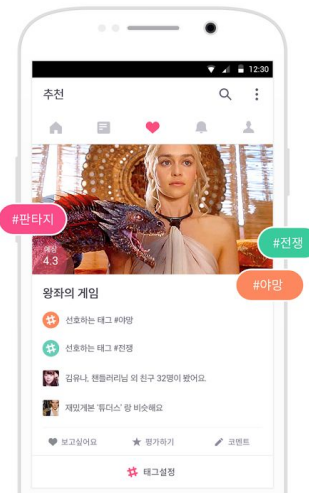 12:30
추천
#판타지
#전쟁
예상
4.3
#야망
왕좌의 게임
선호하는 태그 #야망
선호하는 태그 #전쟁
김유나, 챈들러리님 외 친구 32명이 봤어요.
재밌게본 '튜더스' 랑 비슷해요
보고싶어요
평가하기
코멘트
태그설정